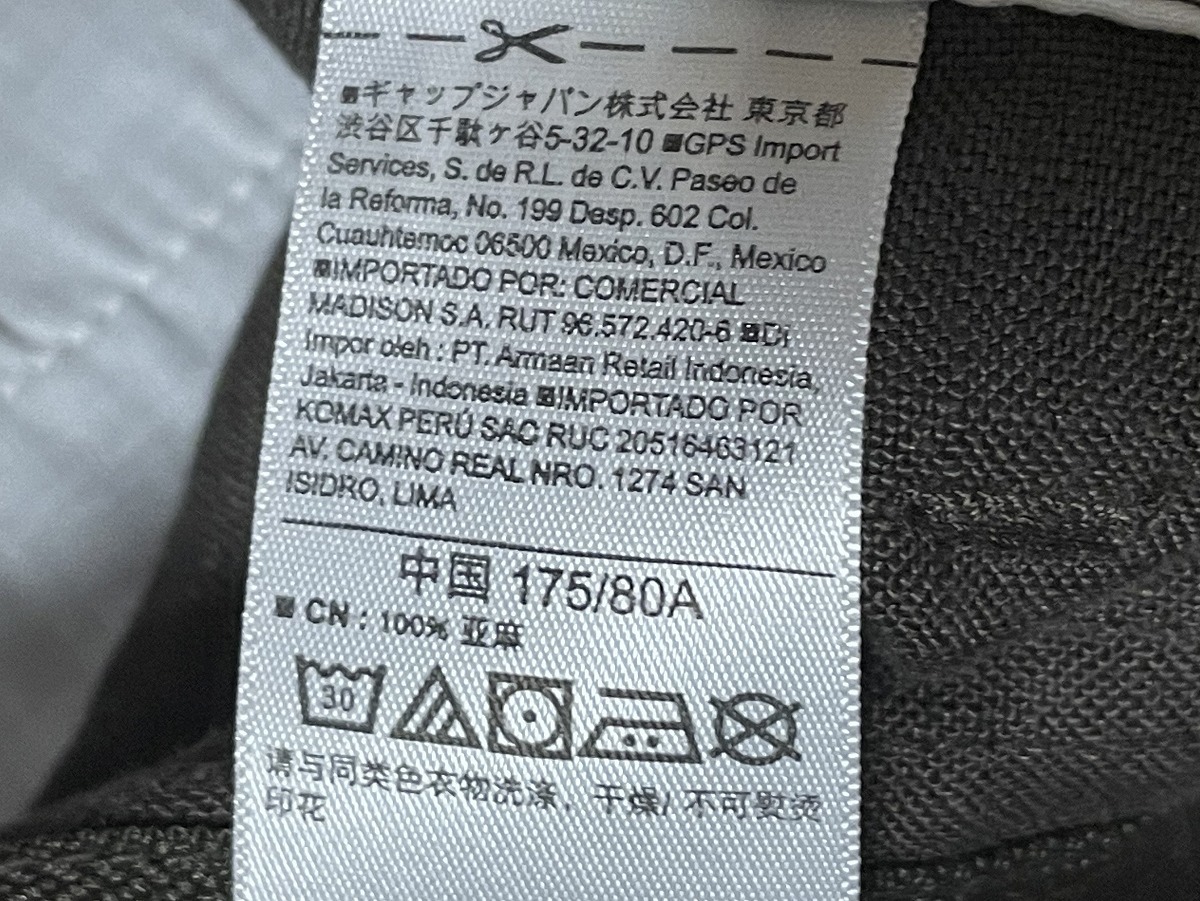 ■ギャップジャパン株式会社 東京都
渋谷区千駄ヶ谷5-32-10 ■GPS Import
Services, S. de R.L. de C.V. Paseo de
la Reforma, No. 199 Desp. 602 Col.
Cuauhtemoc 06500 Mexico, D.F., Mexico
■IMPORTADO POR: COMERCIAL
MADISON S.A. RUT 96.572.420-6 ■Di
Impor oleh : PT. Armaan Retail Indonesia,
Jakarta - Indonesia ■IMPORTADO POR
KOMAX PERÚ SAC RUC 20516463121
AV. CAMINO REAL NRO. 1274 SAN
ISIDRO, LIMA
中国 175/80A
■ CN : 100% 亚麻
30
请与同类色衣物洗涤, 干燥/ 不可熨烫
印花